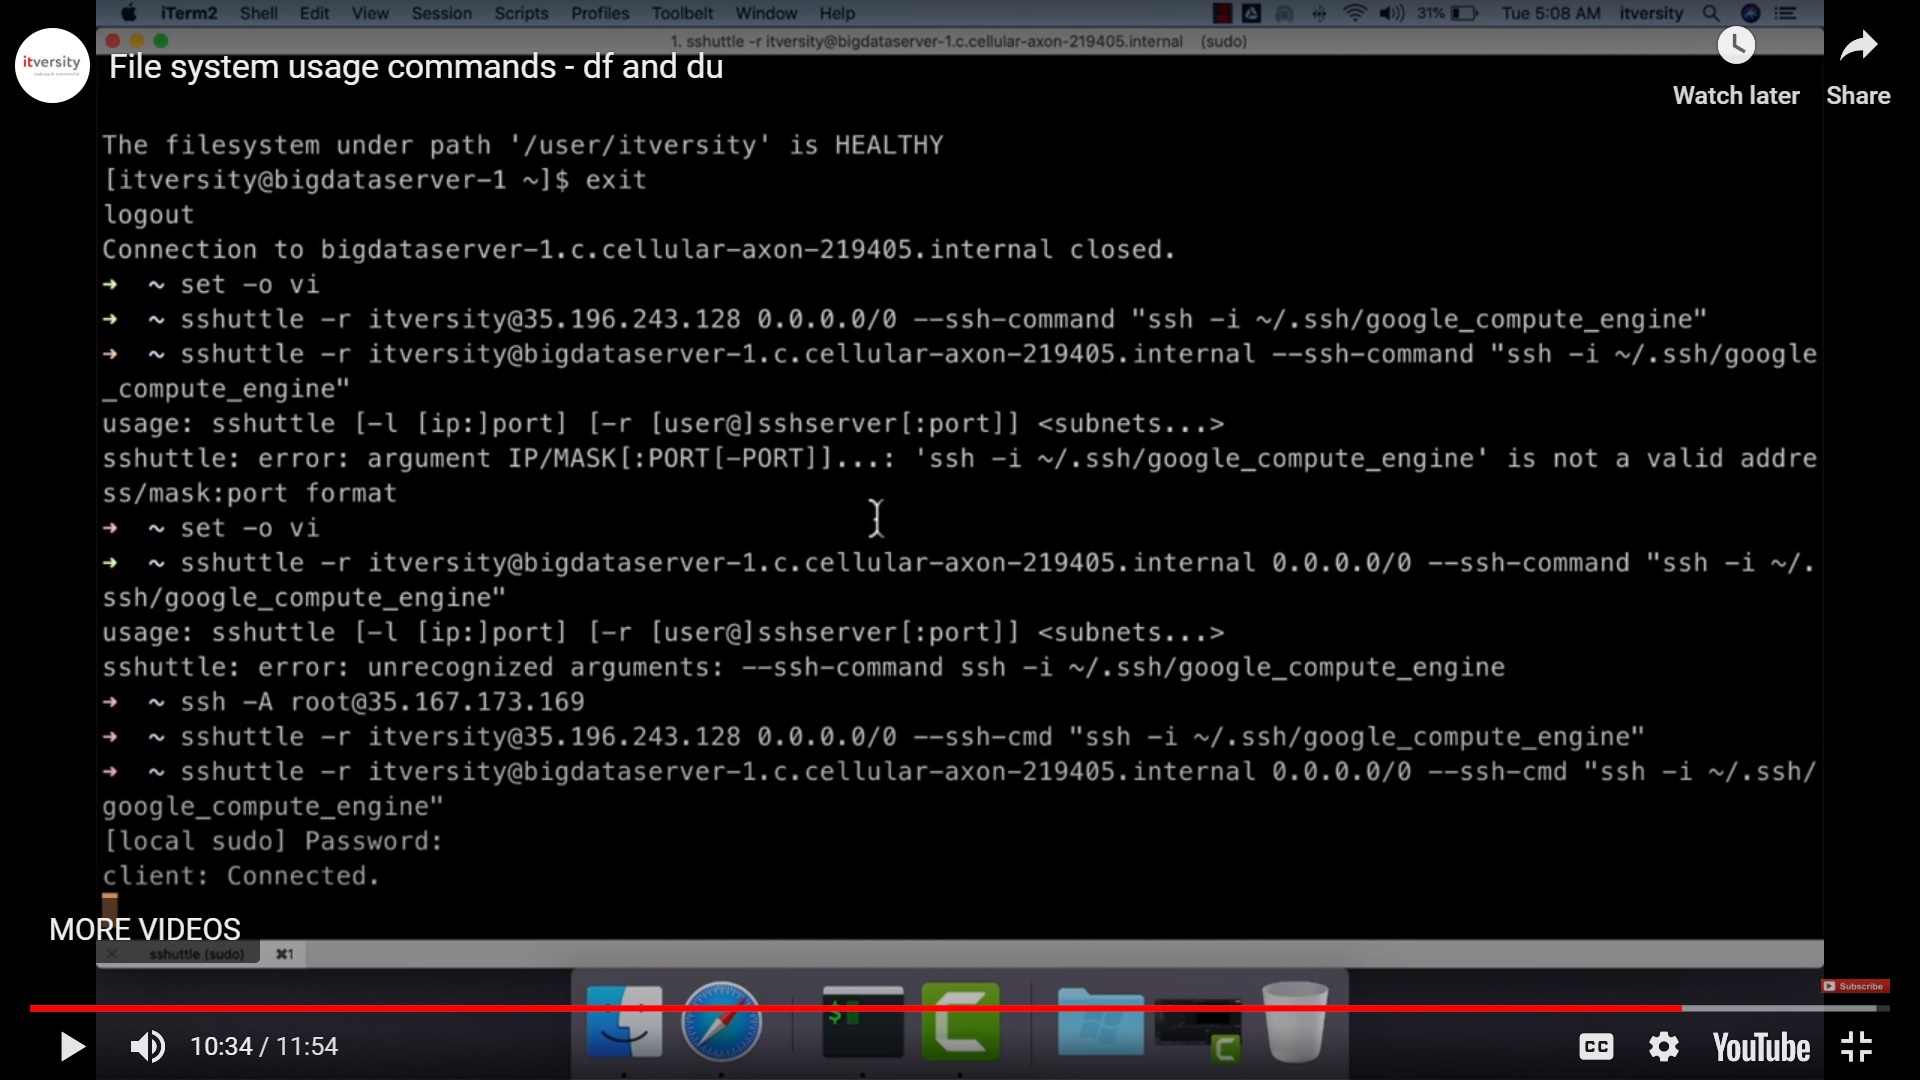 iTerm2 Shell Edit View Session Scripts Profiles Toolbelt Window Help 31% Tue 5:08 AM itversity
1. sshuttle -r itversity@bigdataserver-1.c.cellular-axon-219405.internal (sudo)
itversity
File system usage commands - df and du
Watch later Share
The filesystem under path '/user/itversity' is HEALTHY
[itversity@bigdataserver-1 ~]$ exit
logout
Connection to bigdataserver-1.c.cellular-axon-219405.internal closed.
➜ ~ set -o vi
➜ ~ sshuttle -r itversity@35.196.243.128 0.0.0.0/0 --ssh-command "ssh -i ~/.ssh/google_compute_engine"
➜ ~ sshuttle -r itversity@bigdataserver-1.c.cellular-axon-219405.internal --ssh-command "ssh -i ~/.ssh/google
_compute_engine"
usage: sshuttle [-l [ip:]port] [-r [user@]sshserver[:port]] <subnets...>
sshuttle: error: argument IP/MASK[:PORT[-PORT]]...: 'ssh -i ~/.ssh/google_compute_engine' is not a valid addre
ss/mask:port format
➜ ~ set -o vi
➜ ~ sshuttle -r itversity@bigdataserver-1.c.cellular-axon-219405.internal 0.0.0.0/0 --ssh-command "ssh -i ~/.
ssh/google_compute_engine"
usage: sshuttle [-l [ip:]port] [-r [user@]sshserver[:port]] <subnets...>
sshuttle: error: unrecognized arguments: --ssh-command ssh -i ~/.ssh/google_compute_engine
➜ ~ ssh -A root@35.167.173.169
➜ ~ sshuttle -r itversity@35.196.243.128 0.0.0.0/0 --ssh-cmd "ssh -i ~/.ssh/google_compute_engine"
➜ ~ sshuttle -r itversity@bigdataserver-1.c.cellular-axon-219405.internal 0.0.0.0/0 --ssh-cmd "ssh -i ~/.ssh/
google_compute_engine"
[local sudo] Password:
client: Connected.
MORE VIDEOS
sshuttle (sudo) ⌘1
Subscribe
10:34 / 11:54
CC YouTube